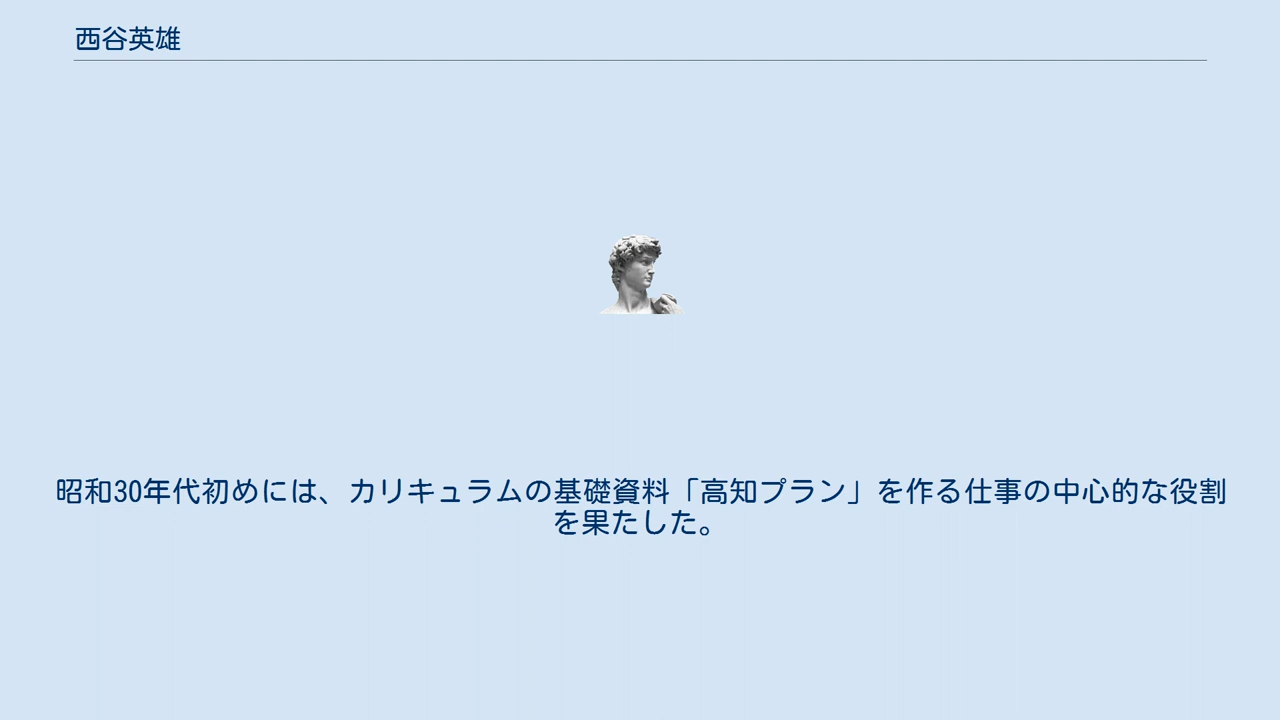 西谷英雄
昭和30年代初めには、カリキュラムの基礎資料「高知プラン」を作る仕事の中心的な役割
を果たした。